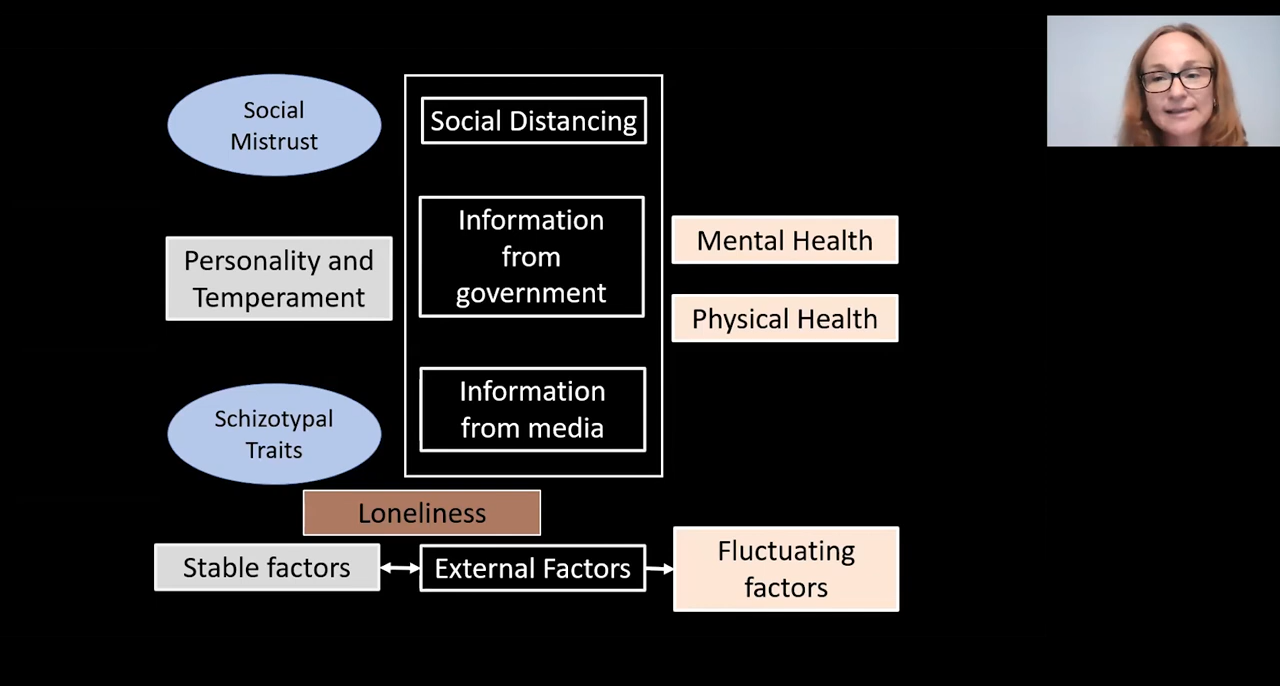 Social
Mistrust
Personality and
Temperament
Schizotypal
Traits
Social Distancing
Information
from
government
Information
from media
Mental Health
Physical Health
Loneliness
Stable factors
External Factors
Fluctuating
factors